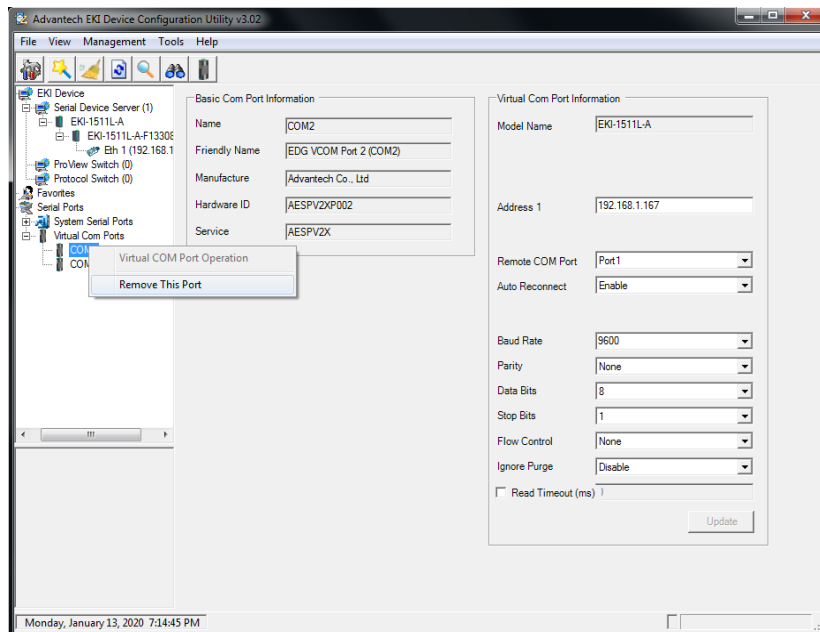 Advantech EKI Device Configuration Utility v3.02
File View Management Tools Help
EKI Device
Serial Device Server (1)
EKI-1511L-A
EKI-1511L-A-F13308
Eth 1 (192.168.1
ProView Switch (0)
Protocol Switch (0)
Favorites
Serial Ports
System Serial Ports
Virtual Com Ports
Virtual COM Port Operation
Remove This Port
Basic Com Port Information
Name COM2
Friendly Name EDG VCOM Port 2 (COM2)
Manufacture Advantech Co., Ltd
Hardware ID AESPV2XP002
Service AESPV2X
Virtual Com Port Information
Model Name EKI-1511L-A
Address 1 192.168.1.167
Remote COM Port Port1
Auto Reconnect Enable
Baud Rate 9600
Parity None
Data Bits 8
Stop Bits 1
Flow Control None
Ignore Purge Disable
Read Timeout (ms)
Update
Monday, January 13, 2020 7:14:45 PM